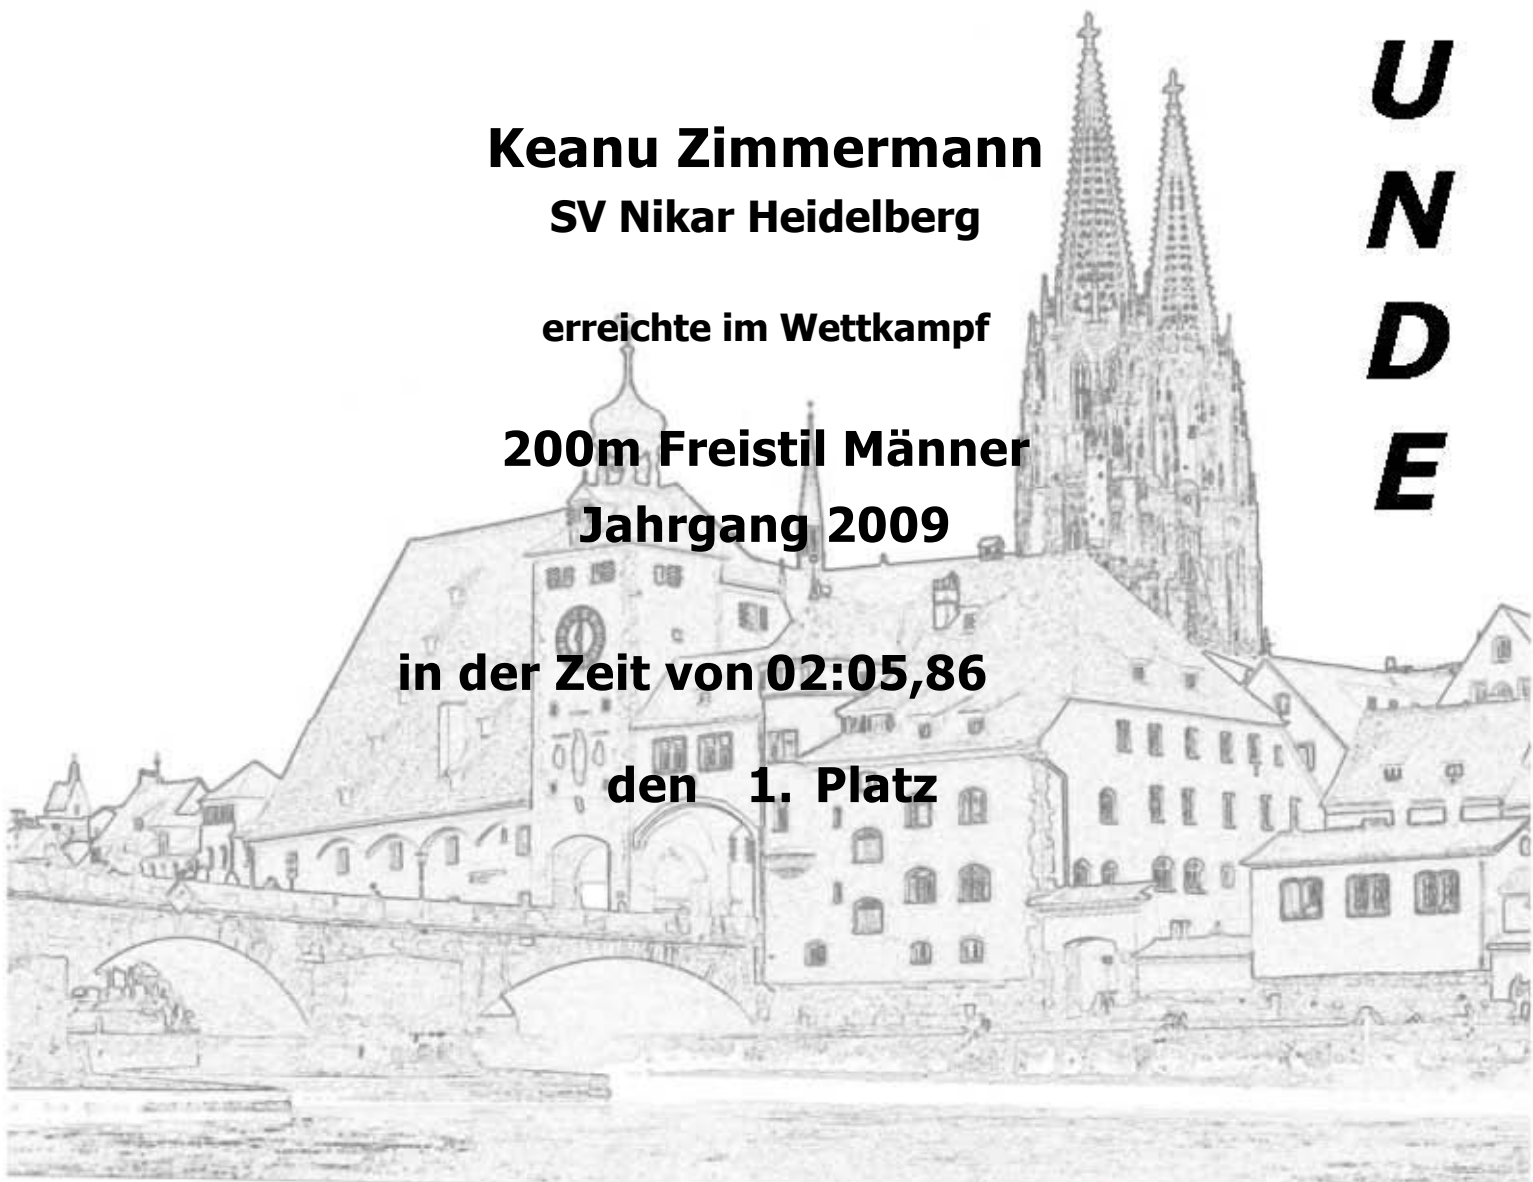 Keanu Zimmermann
SV Nikar Heidelberg
erreichte im Wettkampf
200m Freistil Männer
Jahrgang 2009
in der Zeit von 02:05,86
den 1. Platz
U
N
D
E